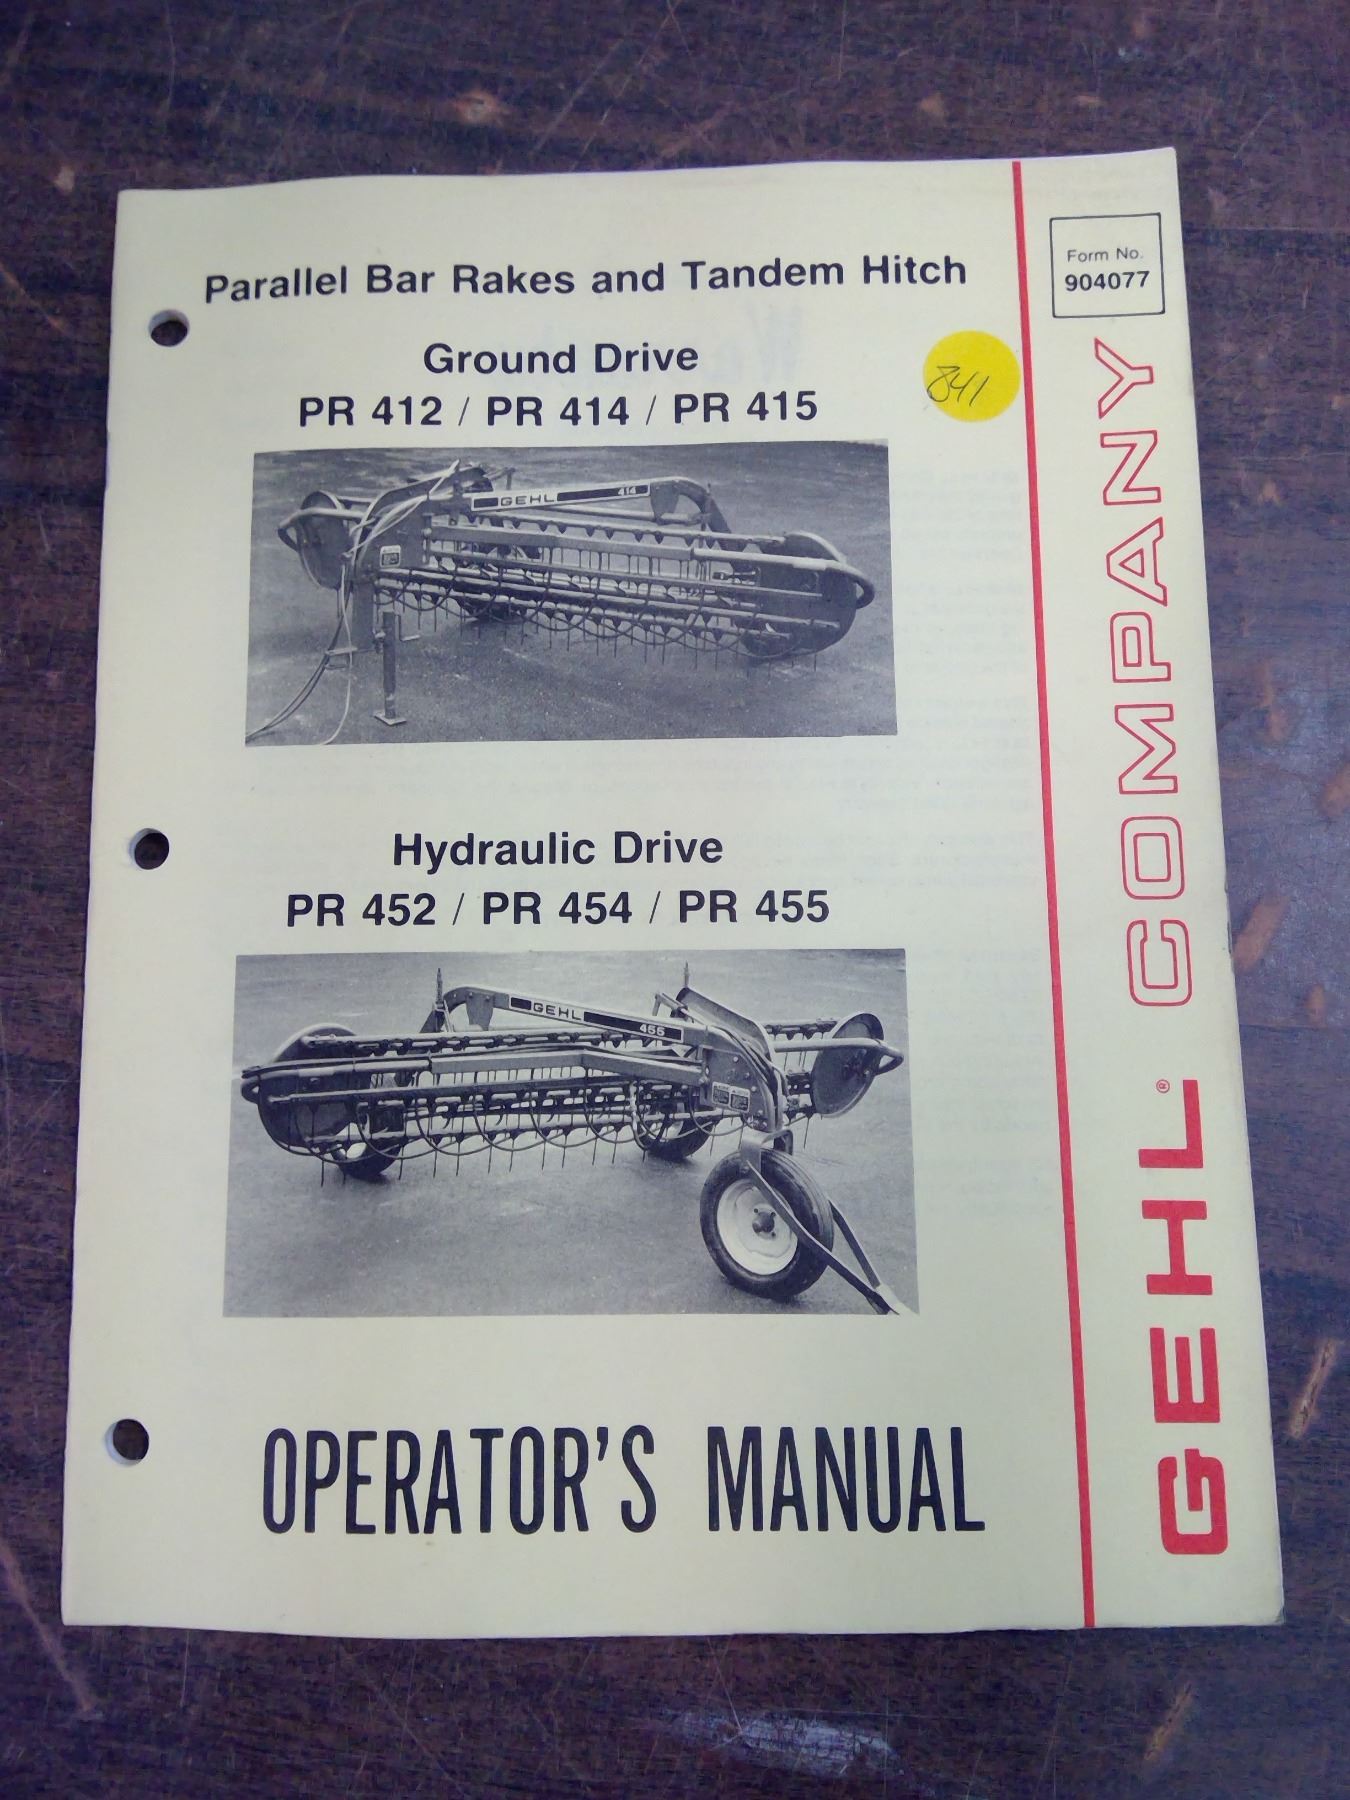 Parallel Bar Rakes and Tandem Hitch
Form No.
904077
Ground Drive
PR 412 / PR 414 / PR 415
841
GEHL 414
Hydraulic Drive
PR 452 / PR 454 / PR 455
GEHL 455
OPERATOR'S MANUAL
GEHL® COMPANY